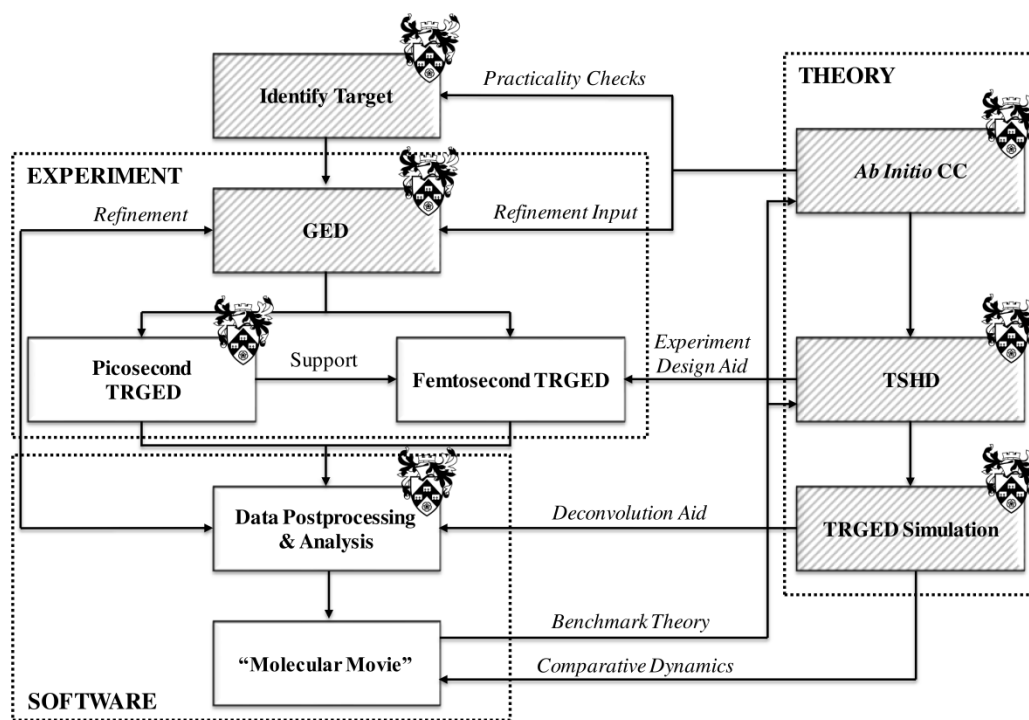 Identify Target
Practicality Checks
THEORY
Ab Initio CC
EXPERIMENT
Refinement
GED
Refinement Input
Picosecond
TRGED
Support
Femtosecond TRGED
Experiment
Design Aid
TSHD
Data Postprocessing
& Analysis
Deconvolution Aid
TRGED Simulation
“Molecular Movie”
Benchmark Theory
Comparative Dynamics
SOFTWARE